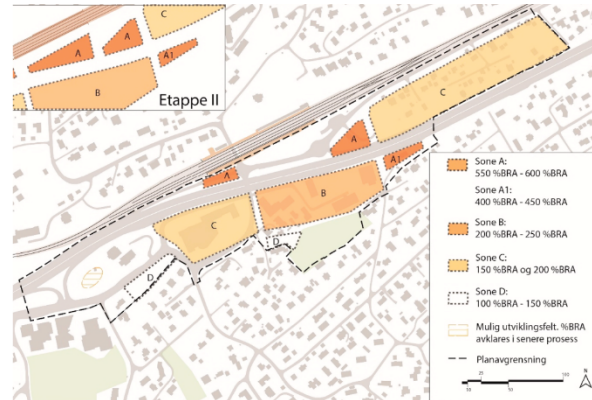 C
A
A
A1
B
Etappe II
C
A
A1
A
B
C
D
D
Sone A:
550 %BRA - 600 %BRA
Sone A1:
400 %BRA - 450 %BRA
Sone B:
200 %BRA - 250 %BRA
Sone C:
150 %BRA og 200 %BRA
Sone D:
100 %BRA - 150 %BRA
Mulig utviklingsfelt. %BRA
avklares i senere prosess
Planavgrensning
N